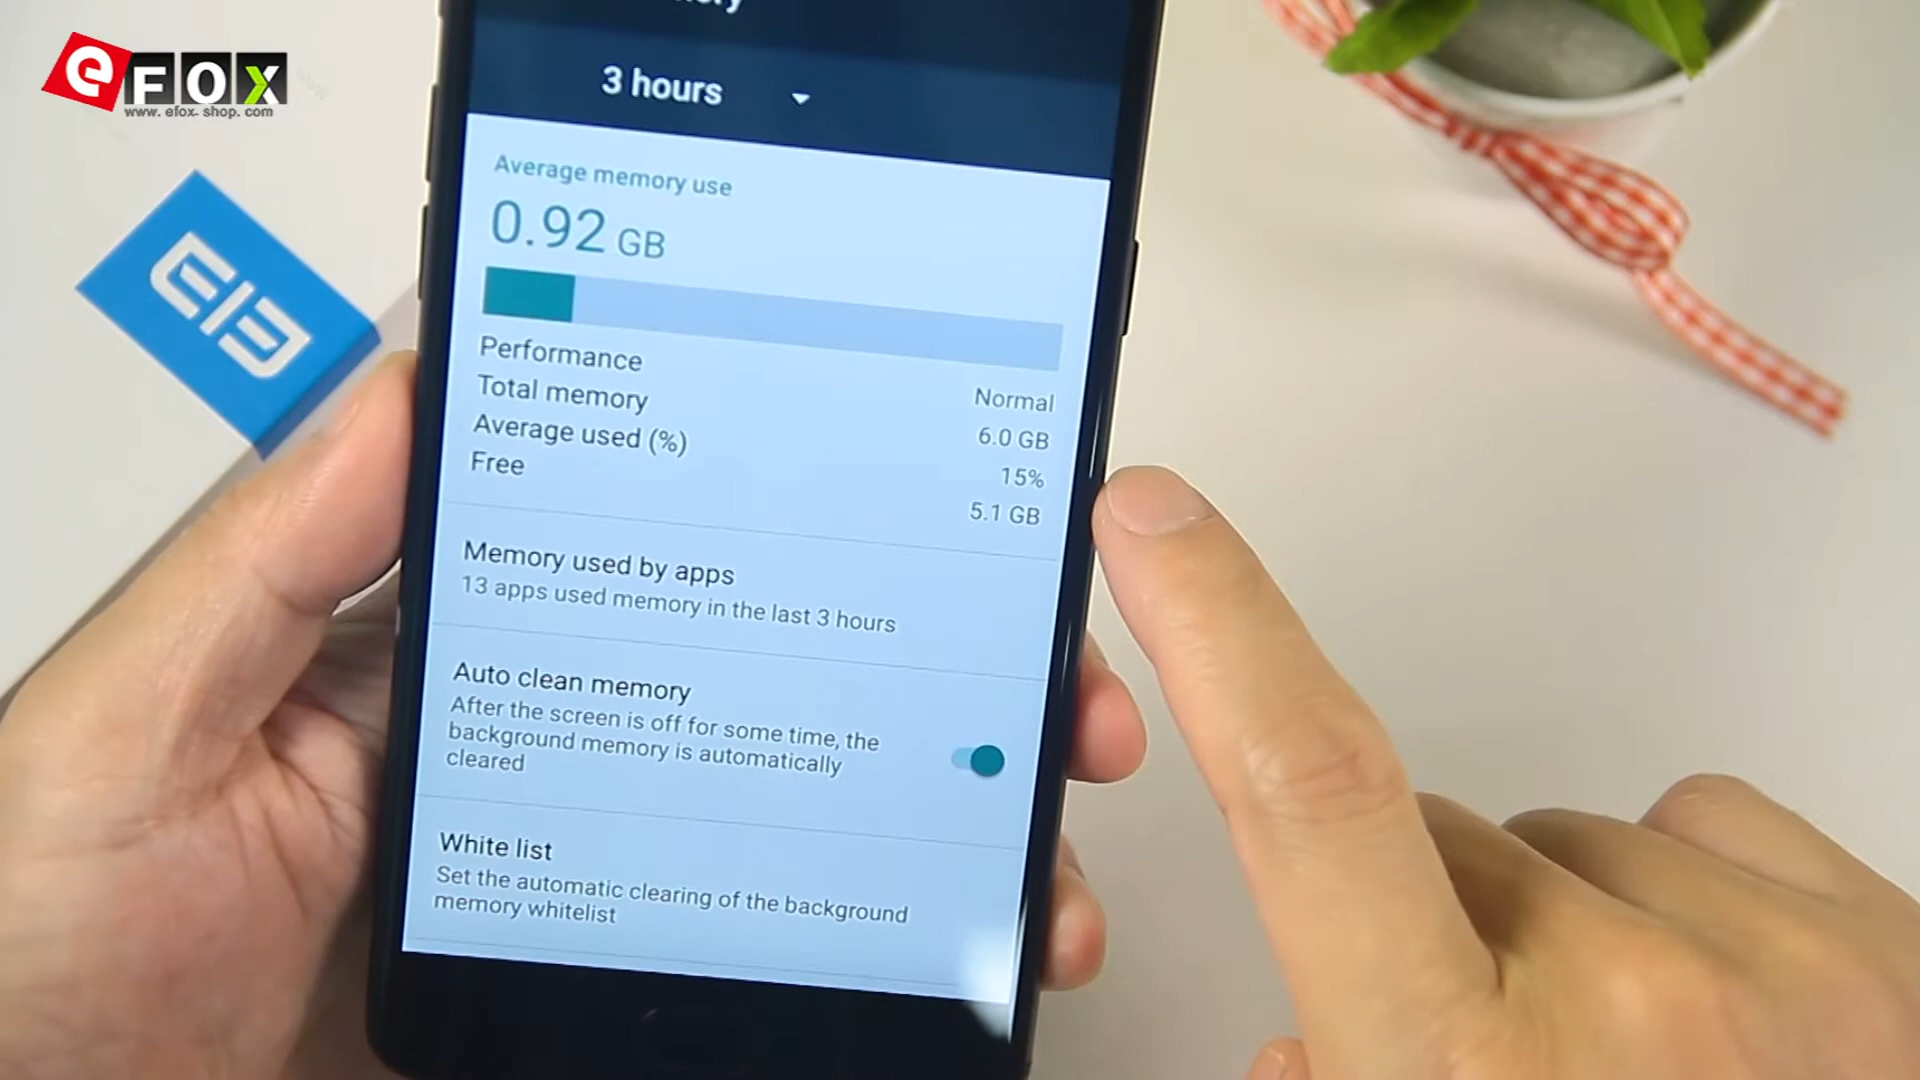 eFOX
www. efox- shop. com
3 hours
Average memory use
0.92 GB
Performance Normal
Total memory 6.0 GB
Average used (%) 15%
Free 5.1 GB
Memory used by apps
13 apps used memory in the last 3 hours
Auto clean memory
After the screen is off for some time, the
background memory is automatically
cleared
White list
Set the automatic clearing of the background
memory whitelist